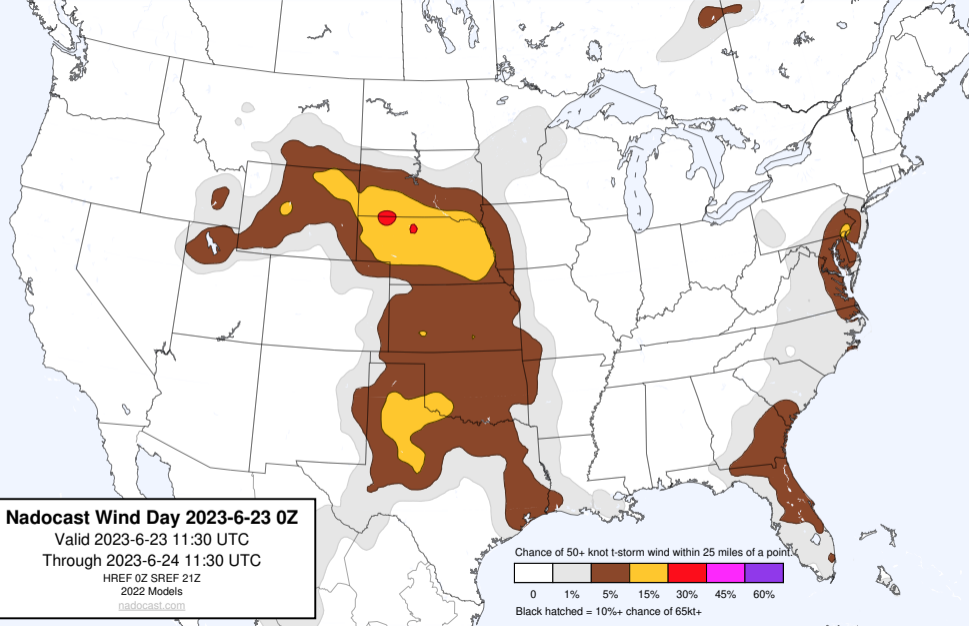 Nadocast Wind Day 2023-6-23 0Z
Valid 2023-6-23 11:30 UTC
Through 2023-6-24 11:30 UTC
HREF 0Z SREF 21Z
2022 Models
nadocast.com
Chance of 50+ knot t-storm wind within 25 miles of a point.
0 1% 5% 15% 30% 45% 60%
Black hatched = 10%+ chance of 65kt+